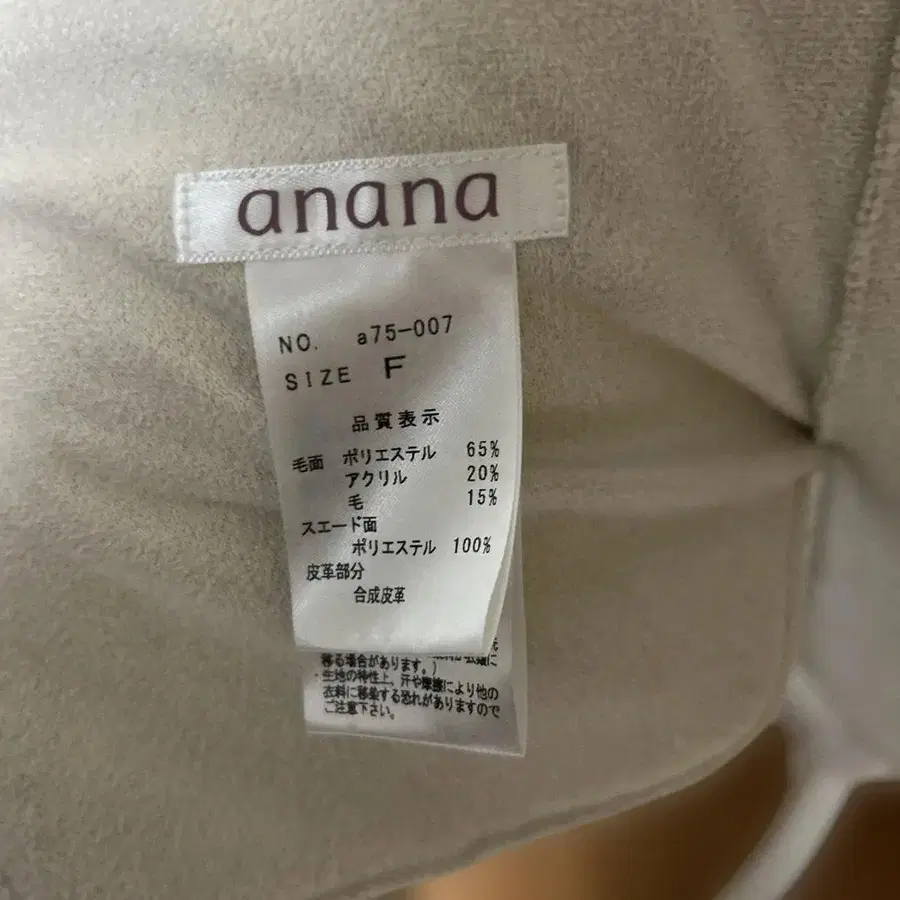 anana
NO. a75-007
SIZE F
品質表示
毛面 ポリエステル 65%
アクリル 20%
毛 15%
スエード面
ポリエステル 100%
皮革部分
合成皮革
移る場合があります。)
・生地の特性上、汗や摩擦により他の
衣料に移染する恐れがありますので
ご注意下さい。